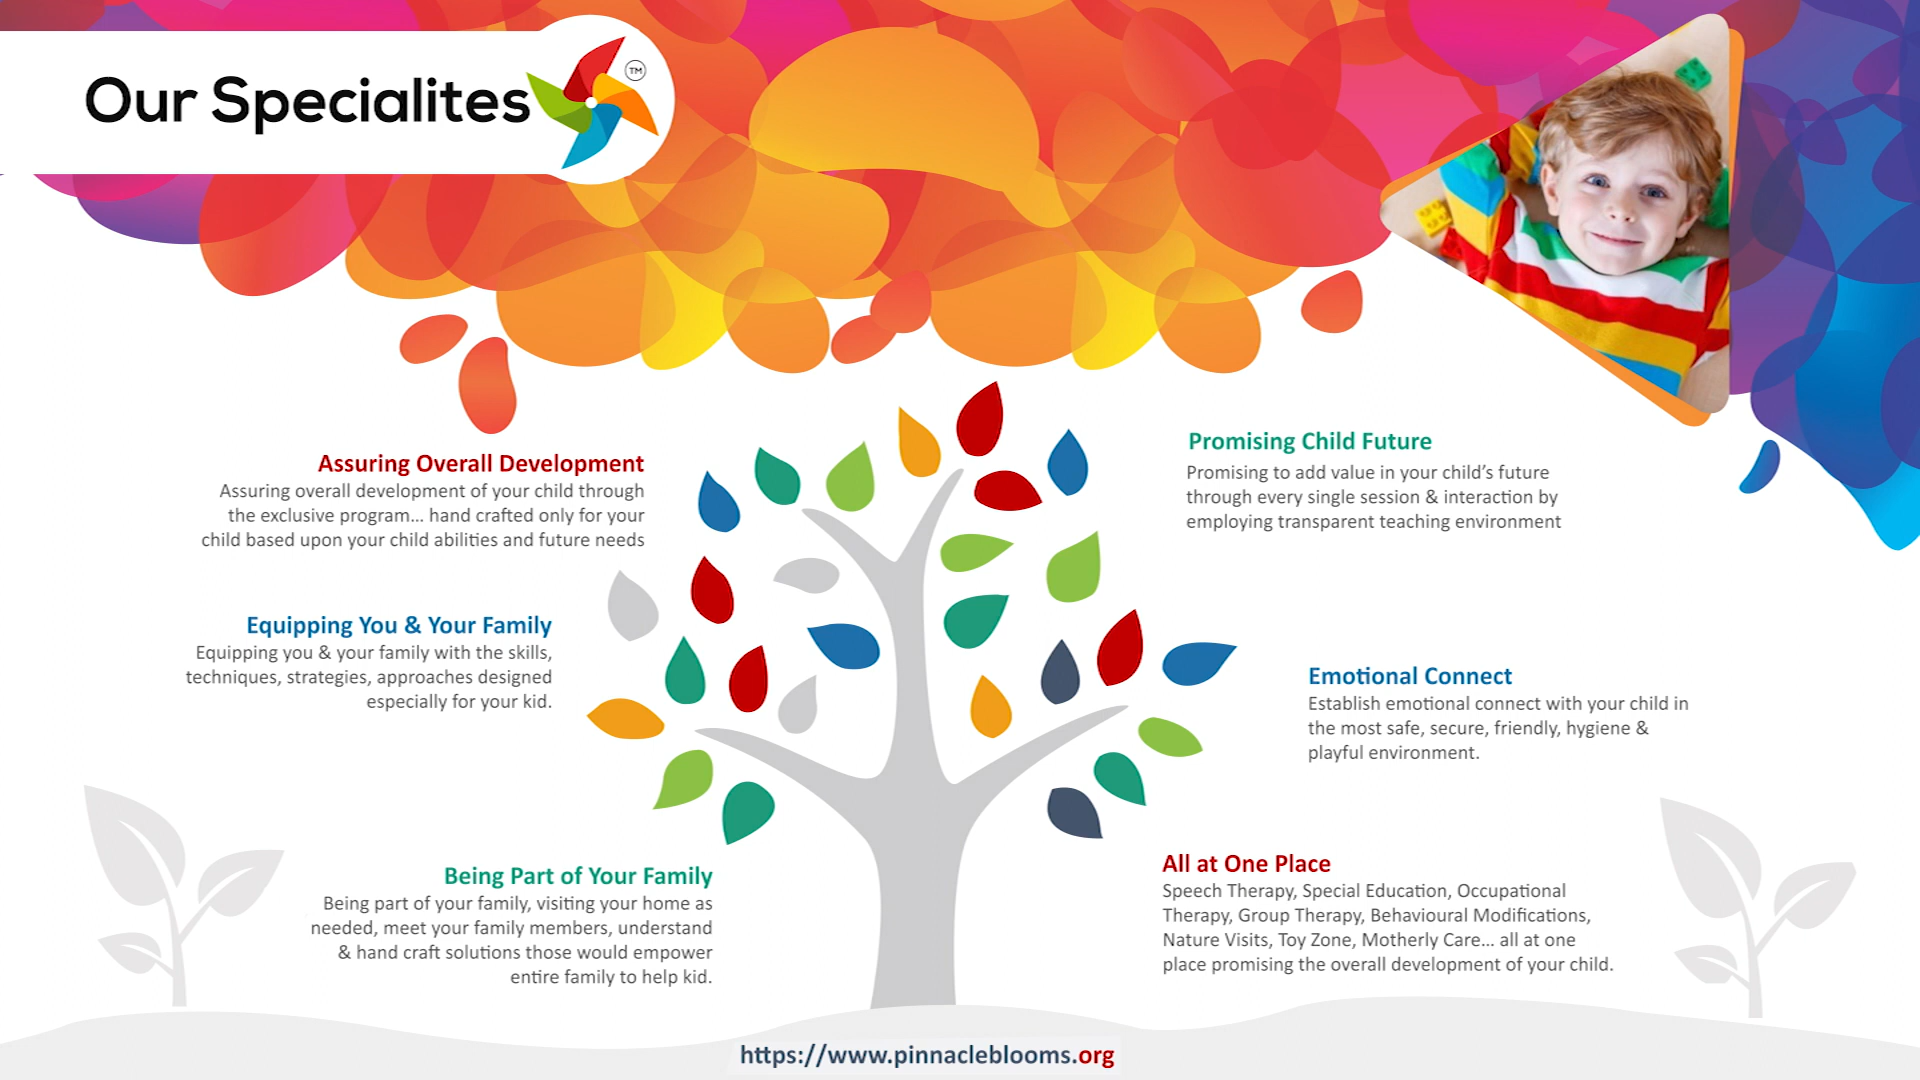 Our Specialites
TM
Assuring Overall Development
Assuring overall development of your child through
the exclusive program... hand crafted only for your
child based upon your child abilities and future needs
Equipping You & Your Family
Equipping you & your family with the skills,
techniques, strategies, approaches designed
especially for your kid.
Being Part of Your Family
Being part of your family, visiting your home as
needed, meet your family members, understand
& hand craft solutions those would empower
entire family to help kid.
Promising Child Future
Promising to add value in your child's future
through every single session & interaction by
employing transparent teaching environment
Emotional Connect
Establish emotional connect with your child in
the most safe, secure, friendly, hygiene &
playful environment.
All at One Place
Speech Therapy, Special Education, Occupational
Therapy, Group Therapy, Behavioural Modifications,
Nature Visits, Toy Zone, Motherly Care... all at one
place promising the overall development of your child.
https://www.pinnacleblooms.org